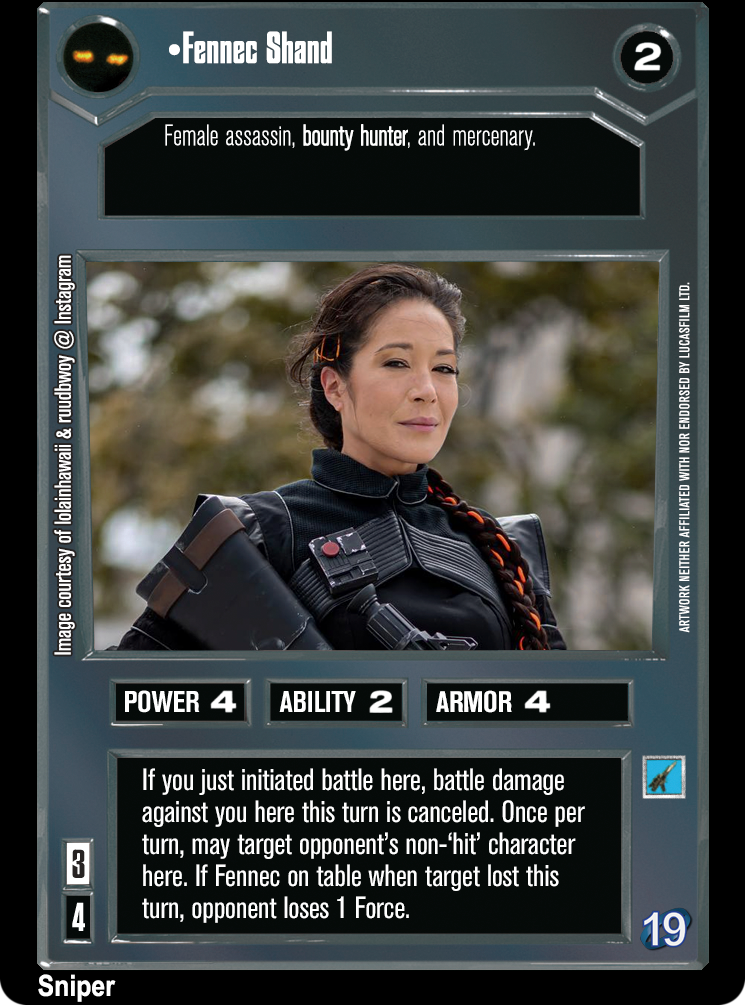 •Fennec Shand
2
Female assassin, bounty hunter, and mercenary.
Image courtesy of lolainhawaii & ruudbwoy @ Instagram
ARTWORK NEITHER AFFILIATED WITH NOR ENDORSED BY LUCASFILM LTD.
POWER 4
ABILITY 2
ARMOR 4
If you just initiated battle here, battle damage
against you here this turn is canceled. Once per
turn, may target opponent’s non-‘hit’ character
here. If Fennec on table when target lost this
turn, opponent loses 1 Force.
3
4
19
Sniper